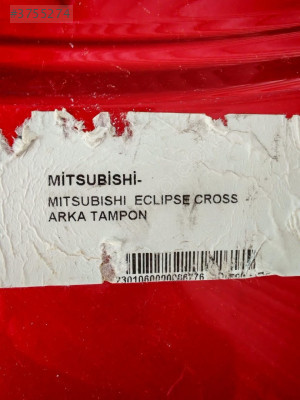 MİTSUBİSHİ-
MITSUBISHI ECLIPSE CROSS
ARKA TAMPON